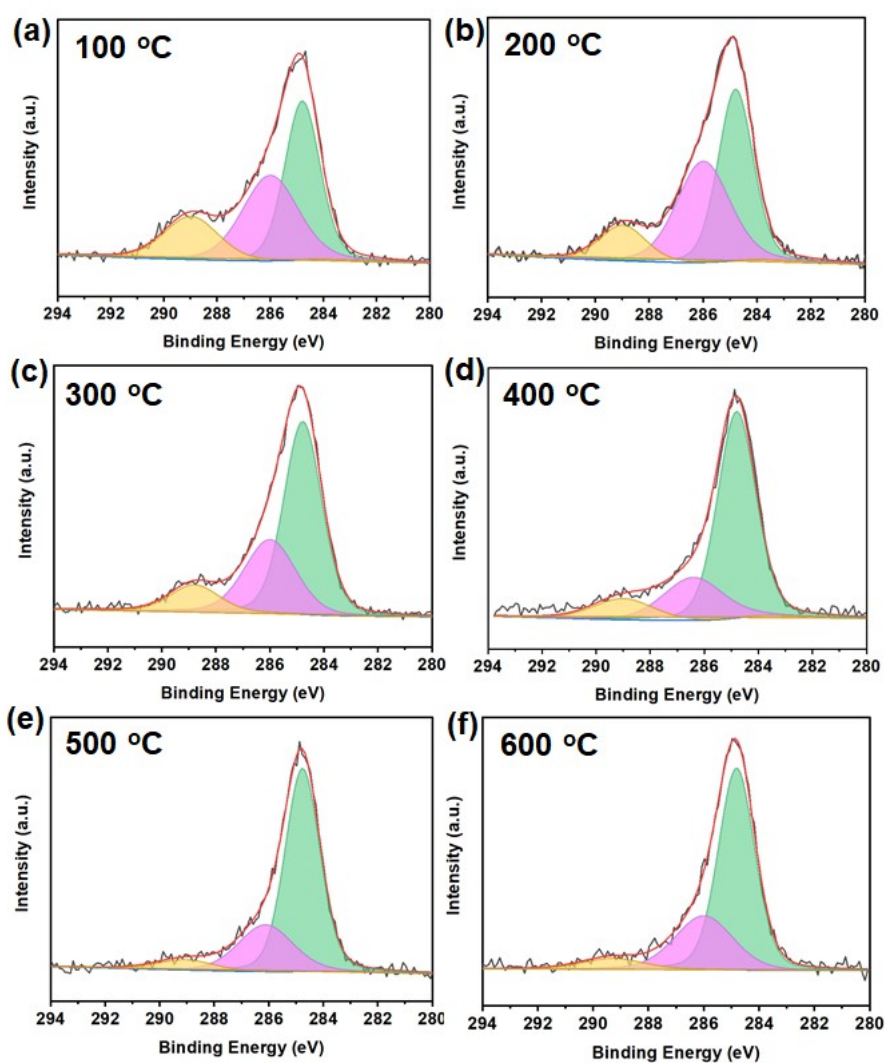 (a)
100 °C
Intensity (a.u.)
294 292 290 288 286 284 282 280
Binding Energy (eV)
(b)
200 °C
Intensity (a.u.)
292 290 288 286 284 282 280
Binding Energy (eV)
(c)
300 °C
Intensity (a.u.)
294 292 290 288 286 284 282 280
Binding Energy (eV)
(d)
400 °C
Intensity (a.u.)
292 290 288 286 284 282 280
Binding Energy (eV)
(e)
500 °C
Intensity (a.u.)
294 292 290 288 286 284 282 280
Binding Energy (eV)
(f)
600 °C
Intensity (a.u.)
294 292 290 288 286 284 282 280
Binding Energy (eV)